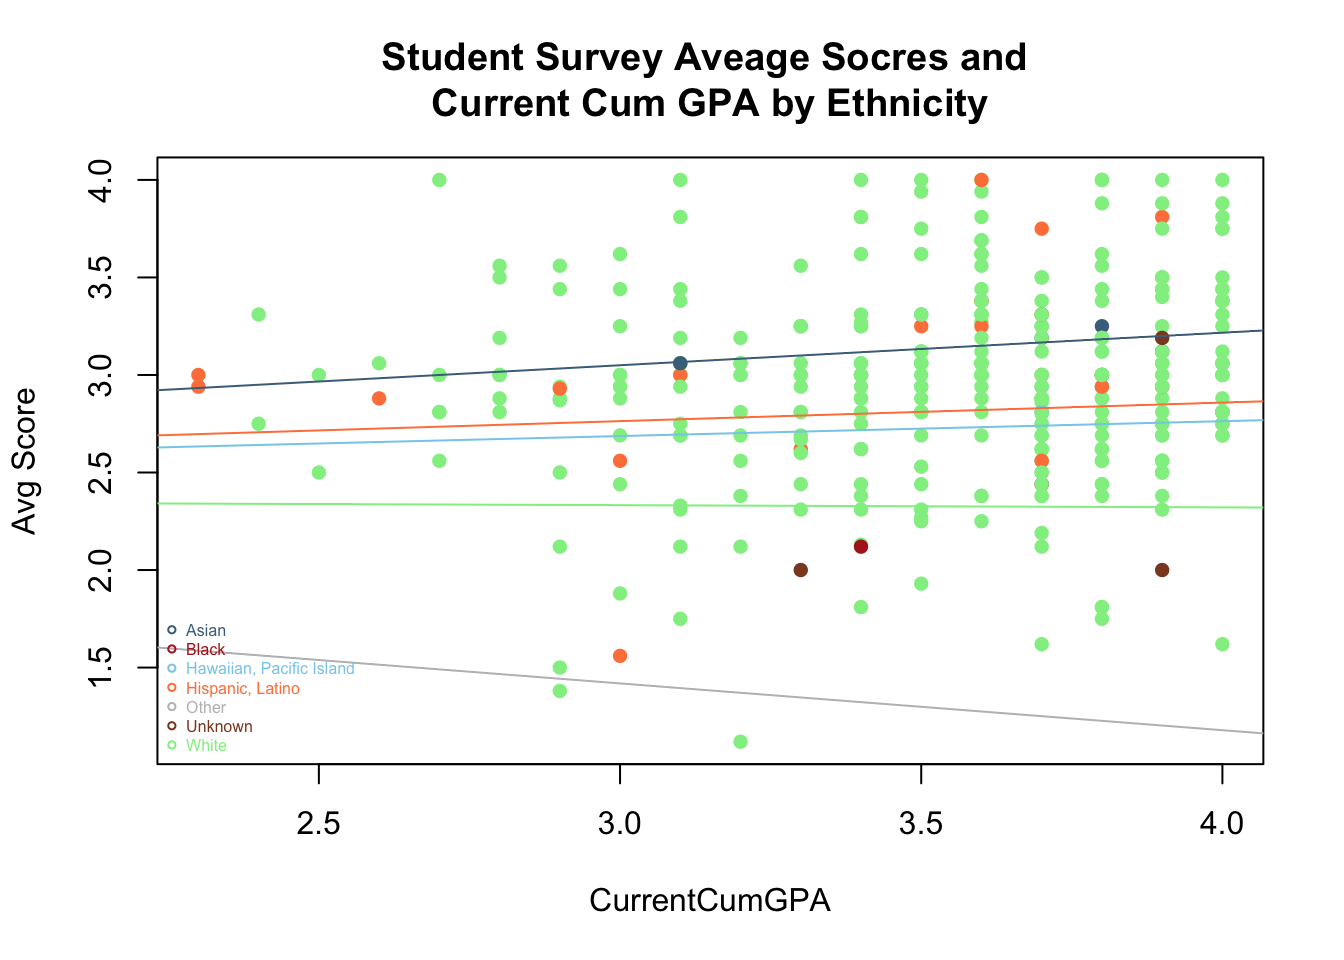 Student Survey Aveage Socres and
Current Cum GPA by Ethnicity
Avg Score
4.0
3.5
3.0
2.5
2.0
1.5
Asian
Black
Hawaiian, Pacific Island
Hispanic, Latino
Other
Unknown
White
2.5 3.0 3.5 4.0
CurrentCumGPA